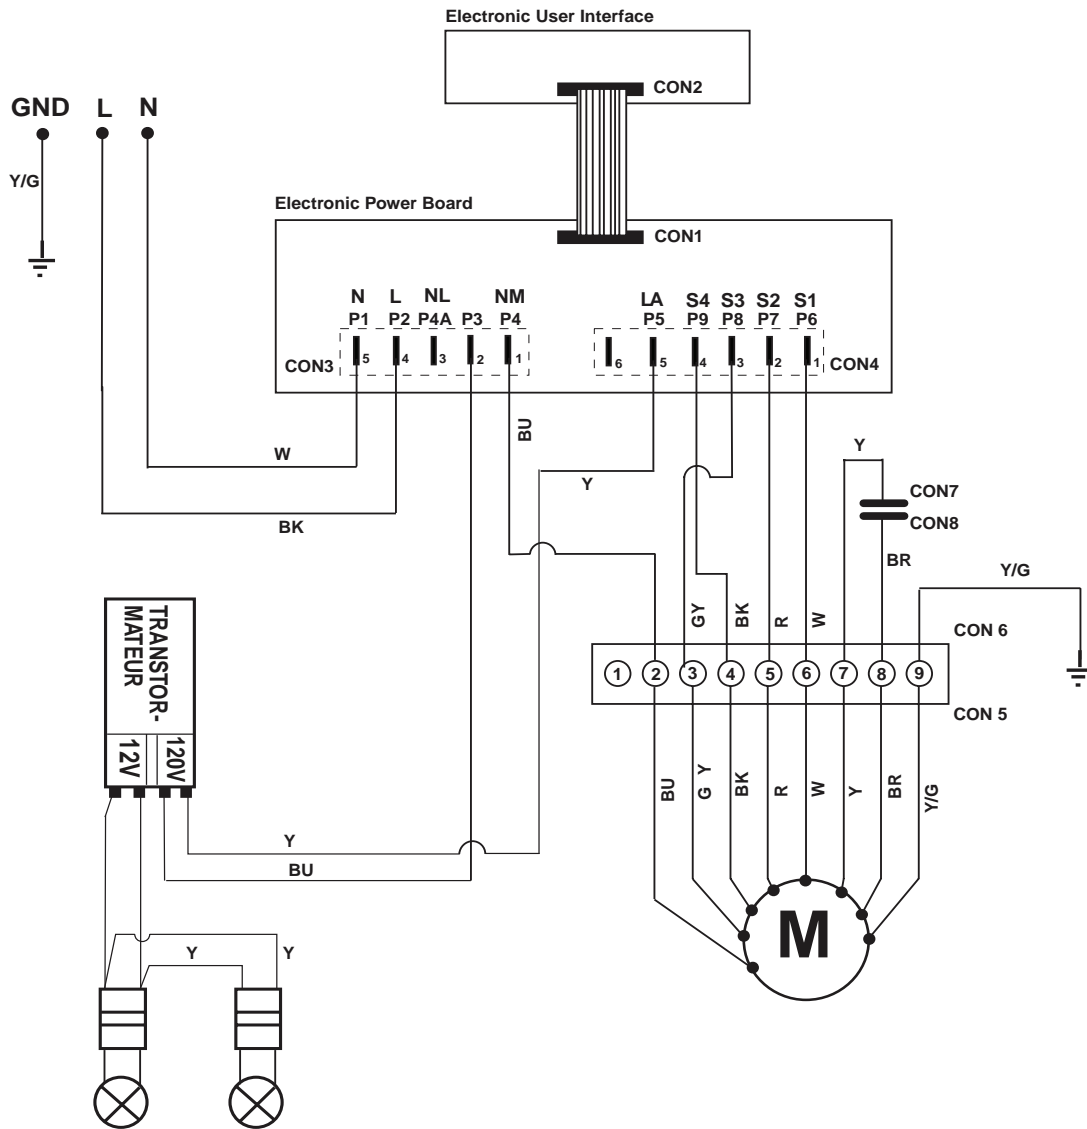 Electronic User Interface
CON2
GND L N
Y/G
Electronic Power Board
CON1
N L NL NM LA S4 S3 S2 S1
P1 P2 P4A P3 P4 P5 P9 P8 P7 P6
CON3 5 4 3 2 1 6 5 4 3 2 1 CON4
BU
W
Y
Y
BK
CON7
CON8
BR
Y/G
GY BK R W
CON 6
1 2 3 4 5 6 7 8 9
CON 5
TRANSTOR-
MATEUR
12V 120V
BU G Y BK R W Y BR Y/G
Y
BU
M
Y Y